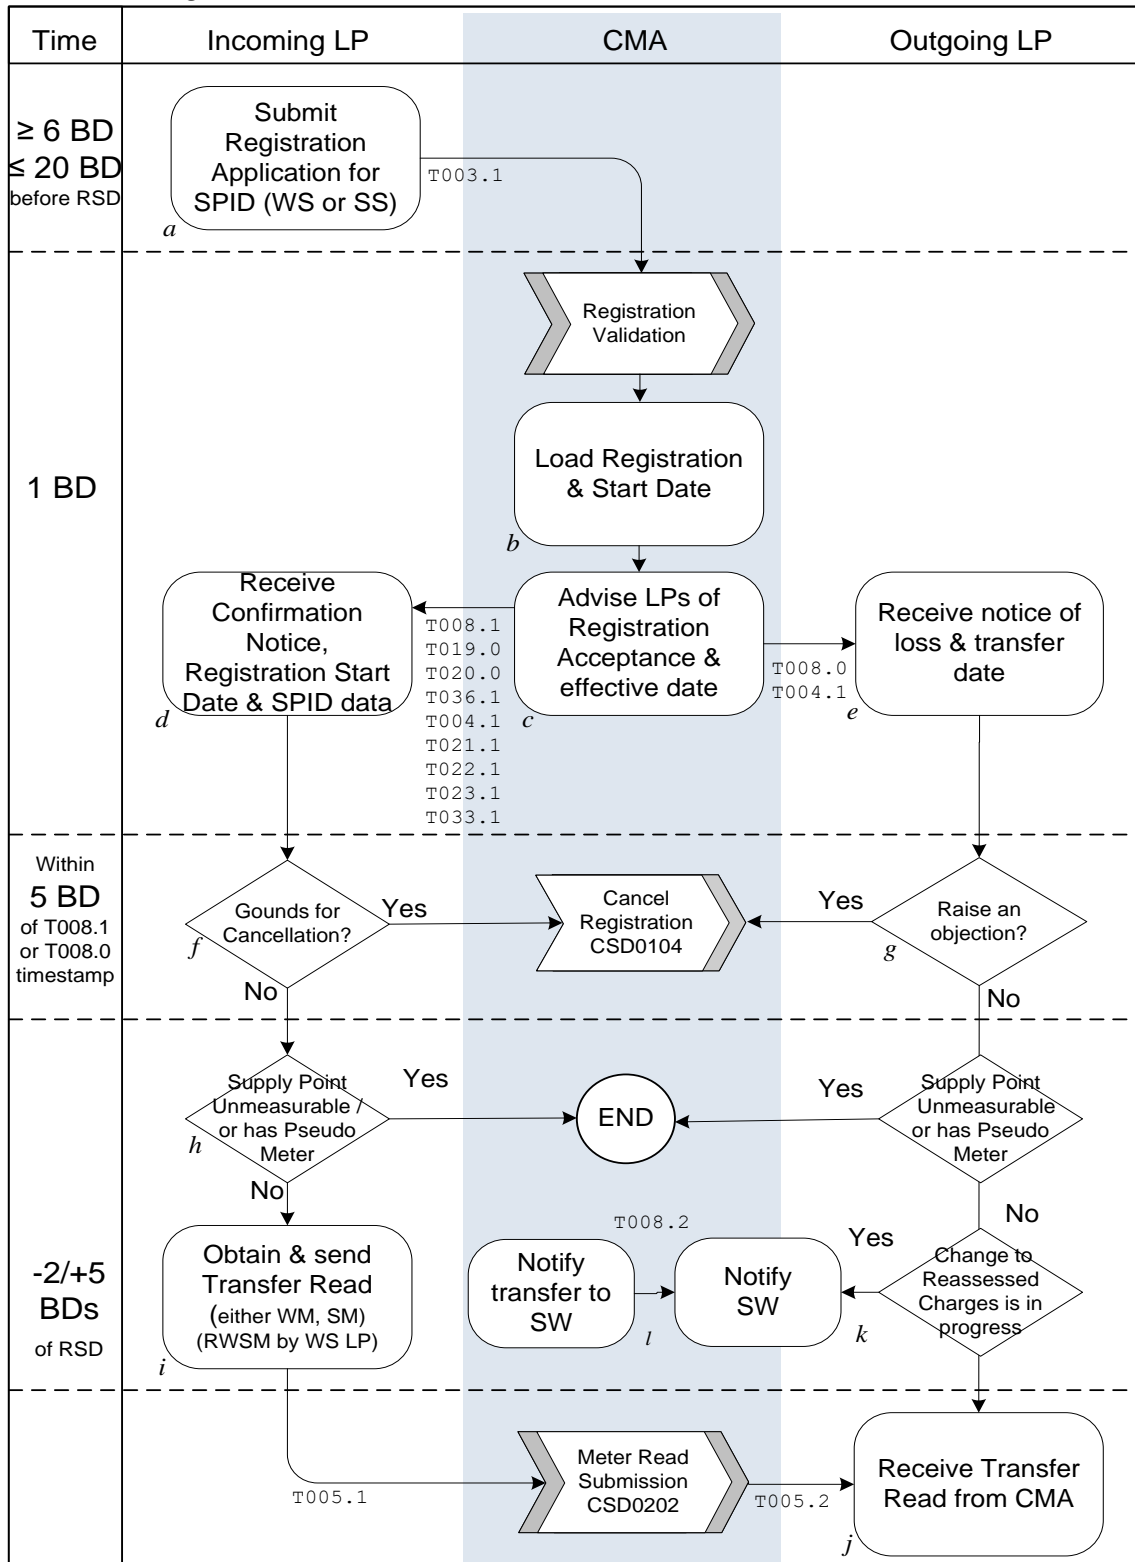 Time
Incoming LP
CMA
Outgoing LP
≥ 6 BD
≤ 20 BD
before RSD
Submit
Registration
Application for
SPID (WS or SS)
a
T003.1
1 BD
Registration
Validation
Load Registration
& Start Date
b
Receive
Confirmation
Notice,
Registration Start
Date & SPID data
d
T008.1
T019.0
T020.0
T036.1
T004.1
T021.1
T022.1
T023.1
T033.1
Advise LPs of
Registration
Acceptance &
effective date
c
T008.0
T004.1
Receive notice of
loss & transfer
date
e
Within
5 BD
of T008.1
or T008.0
timestamp
Gounds for
Cancellation?
f
Yes
No
Cancel
Registration
CSD0104
Yes
Raise an
objection?
g
No
-2/+5
BDs
of RSD
Supply Point
Unmeasurable /
or has Pseudo
Meter
h
Yes
No
END
Yes
Supply Point
Unmeasurable
or has Pseudo
Meter
No
Obtain & send
Transfer Read
(either WM, SM)
(RWSM by WS LP)
i
T008.2
Notify
transfer to
SW
l
Notify
SW
k
Yes
Change to
Reassessed
Charges is in
progress
T005.1
Meter Read
Submission
CSD0202
T005.2
Receive Transfer
Read from CMA
j